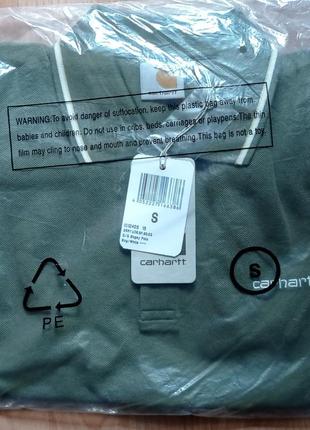 WARNING:To avoid danger of suffocation, keep this plastic bag away from
babies and children. Do not use in cribs, beds, carriages or playpens.The thin
film may cling to nose and mouth and prevent breathing.This bag is not a toy.
S
carhartt
S
carhartt
PE